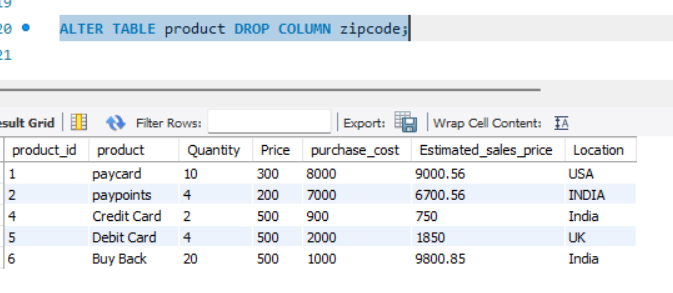 19
20 ALTER TABLE product DROP COLUMN zipcode;
21
esult Grid Filter Rows: Export: Wrap Cell Content: IA
product_id product Quantity Price purchase_cost Estimated_sales_price Location
1 paycard 10 300 8000 9000.56 USA
2 paypoints 4 200 7000 6700.56 INDIA
4 Credit Card 2 500 900 750 India
5 Debit Card 4 500 2000 1850 UK
6 Buy Back 20 500 1000 9800.85 India